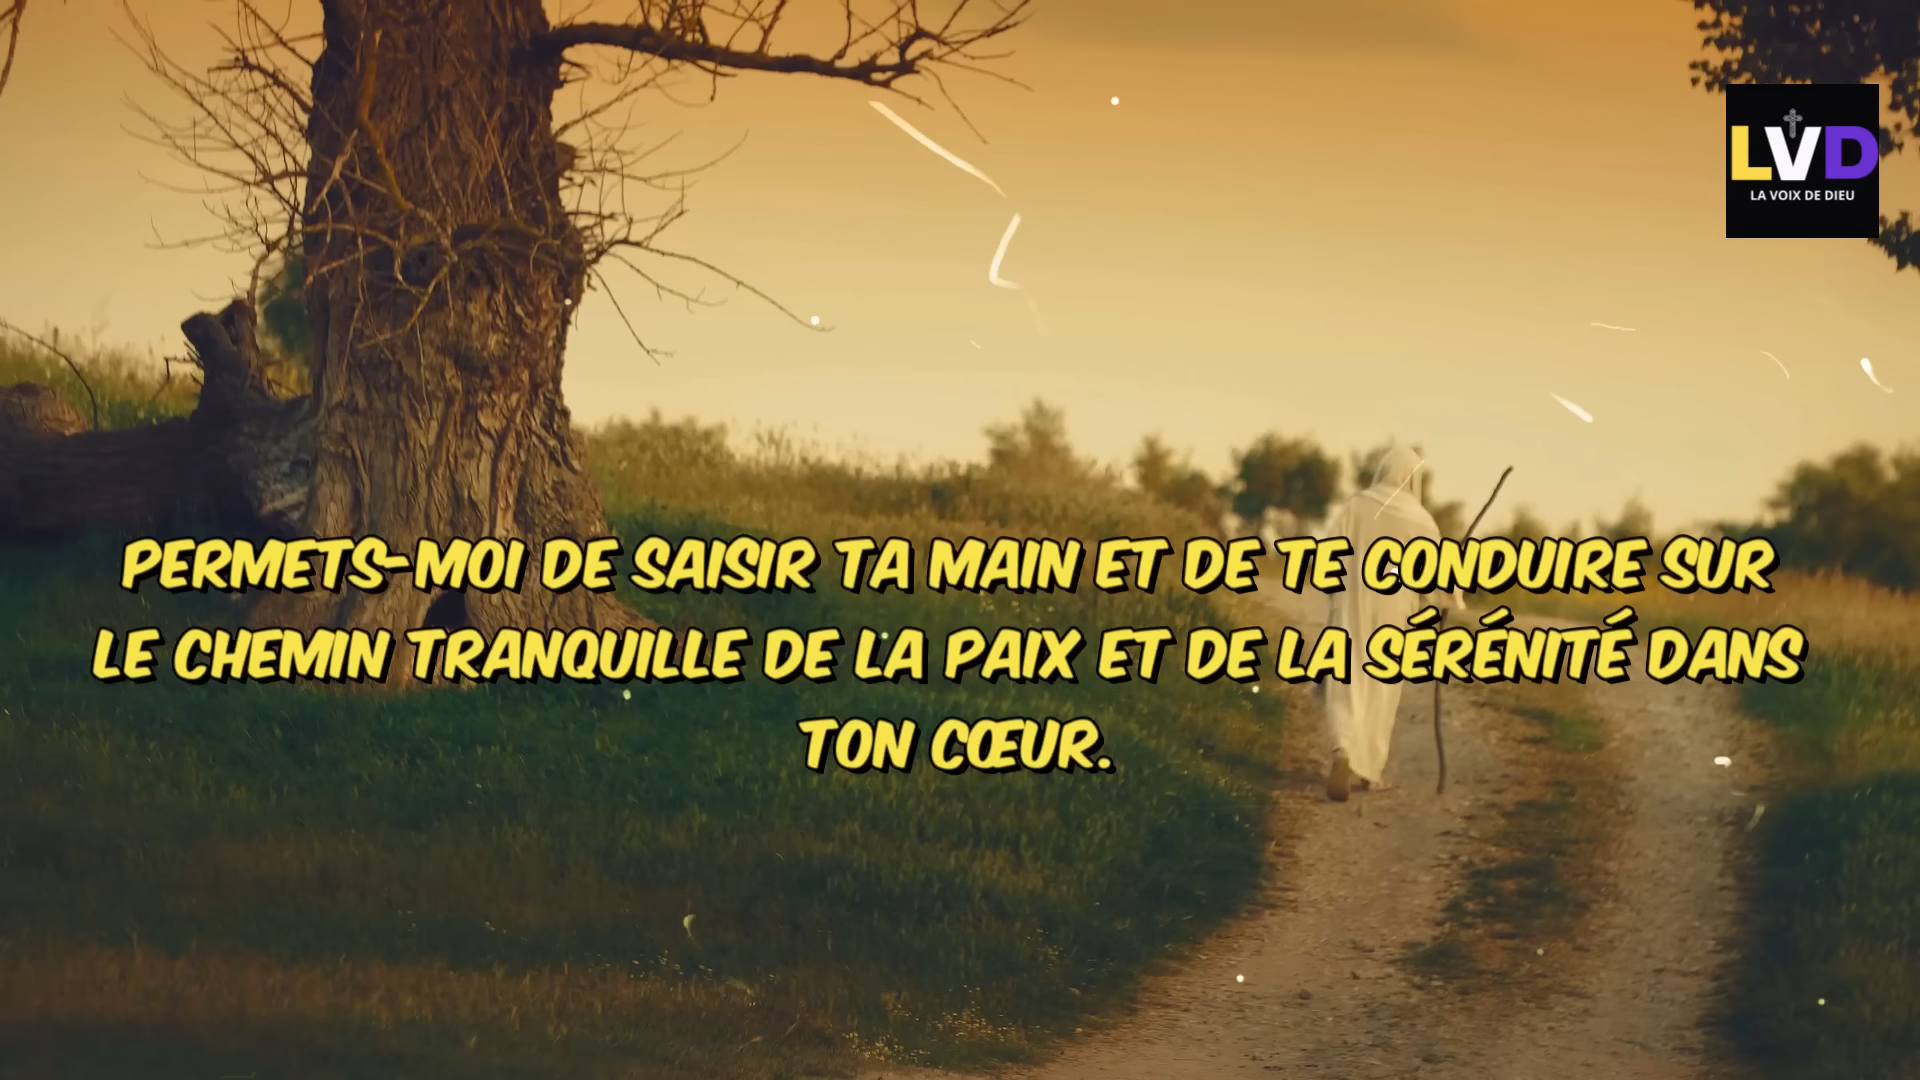 LVD
LA VOIX DE DIEU
PERMETS-MOI DE SAISIR TA MAIN ET DE TE CONDUIRE SUR
LE CHEMIN TRANQUILLE DE LA PAIX ET DE LA SÉRÉNITÉ DANS
TON CŒUR.